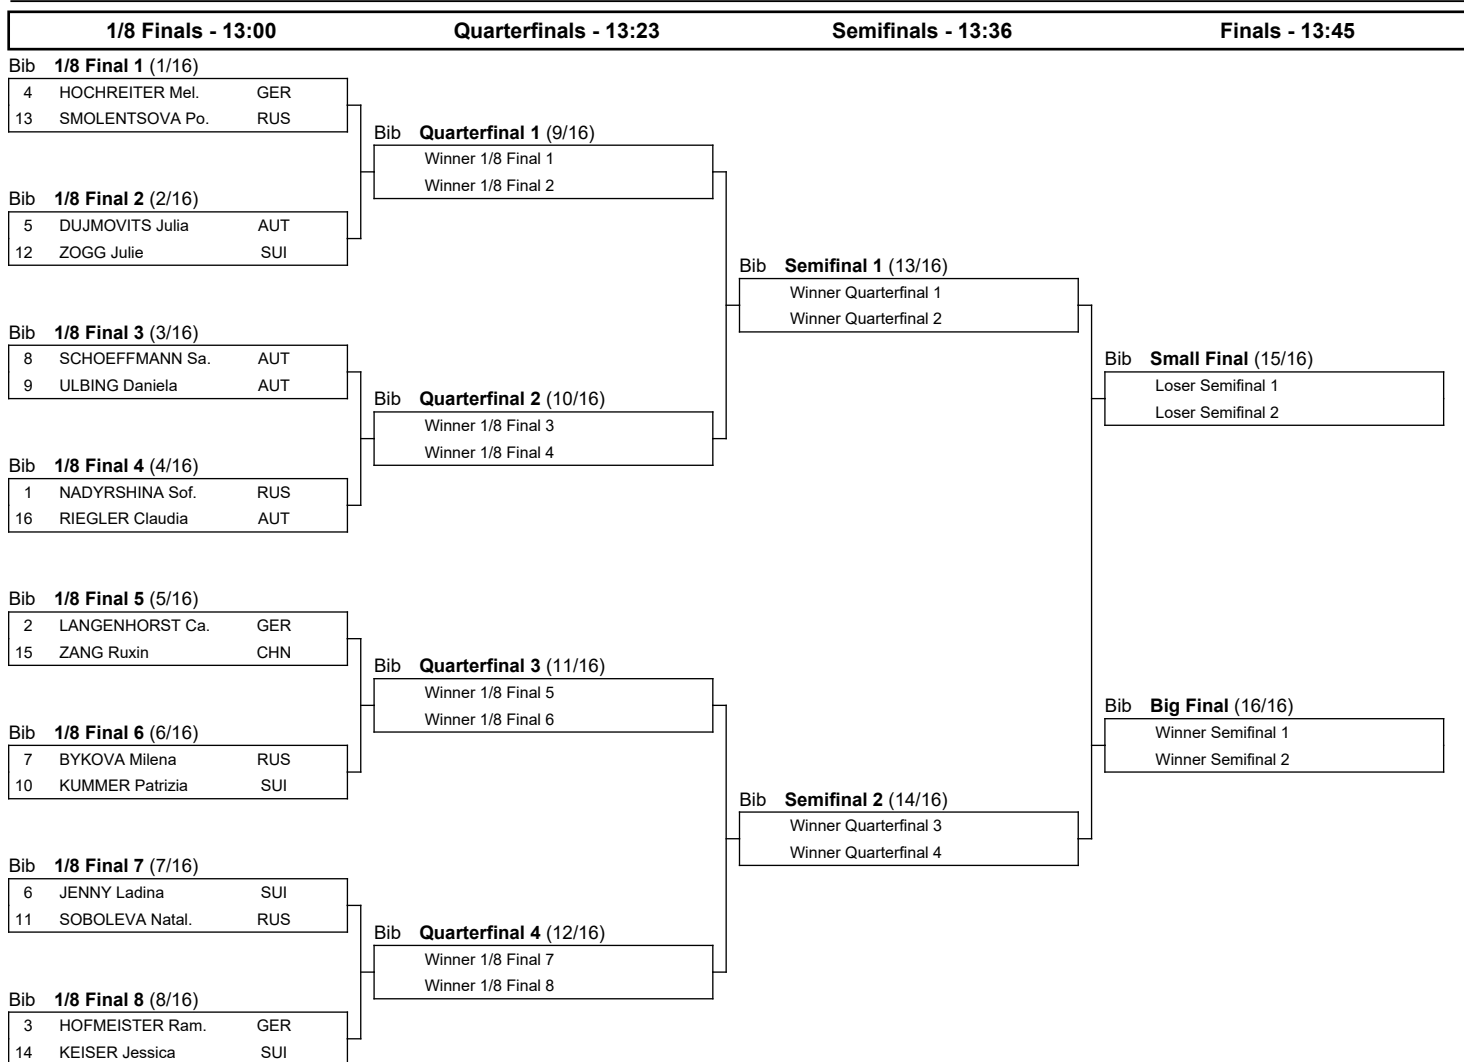 1/8 Finals - 13:00 Quarterfinals - 13:23 Semifinals - 13:36 Finals - 13:45
Bib 1/8 Final 1 (1/16)
4 HOCHREITER Mel. GER
13 SMOLENTSOVA Po. RUS
Bib 1/8 Final 2 (2/16)
5 DUJMOVITS Julia AUT
12 ZOGG Julie SUI
Bib 1/8 Final 3 (3/16)
8 SCHOEFFMANN Sa. AUT
9 ULBING Daniela AUT
Bib 1/8 Final 4 (4/16)
1 NADYRSHINA Sof. RUS
16 RIEGLER Claudia AUT
Bib 1/8 Final 5 (5/16)
2 LANGENHORST Ca. GER
15 ZANG Ruxin CHN
Bib 1/8 Final 6 (6/16)
7 BYKOVA Milena RUS
10 KUMMER Patrizia SUI
Bib 1/8 Final 7 (7/16)
6 JENNY Ladina SUI
11 SOBOLEVA Natal. RUS
Bib 1/8 Final 8 (8/16)
3 HOFMEISTER Ram. GER
14 KEISER Jessica SUI
Bib Quarterfinal 1 (9/16)
Winner 1/8 Final 1
Winner 1/8 Final 2
Bib Quarterfinal 2 (10/16)
Winner 1/8 Final 3
Winner 1/8 Final 4
Bib Quarterfinal 3 (11/16)
Winner 1/8 Final 5
Winner 1/8 Final 6
Bib Quarterfinal 4 (12/16)
Winner 1/8 Final 7
Winner 1/8 Final 8
Bib Semifinal 1 (13/16)
Winner Quarterfinal 1
Winner Quarterfinal 2
Bib Semifinal 2 (14/16)
Winner Quarterfinal 3
Winner Quarterfinal 4
Bib Small Final (15/16)
Loser Semifinal 1
Loser Semifinal 2
Bib Big Final (16/16)
Winner Semifinal 1
Winner Semifinal 2